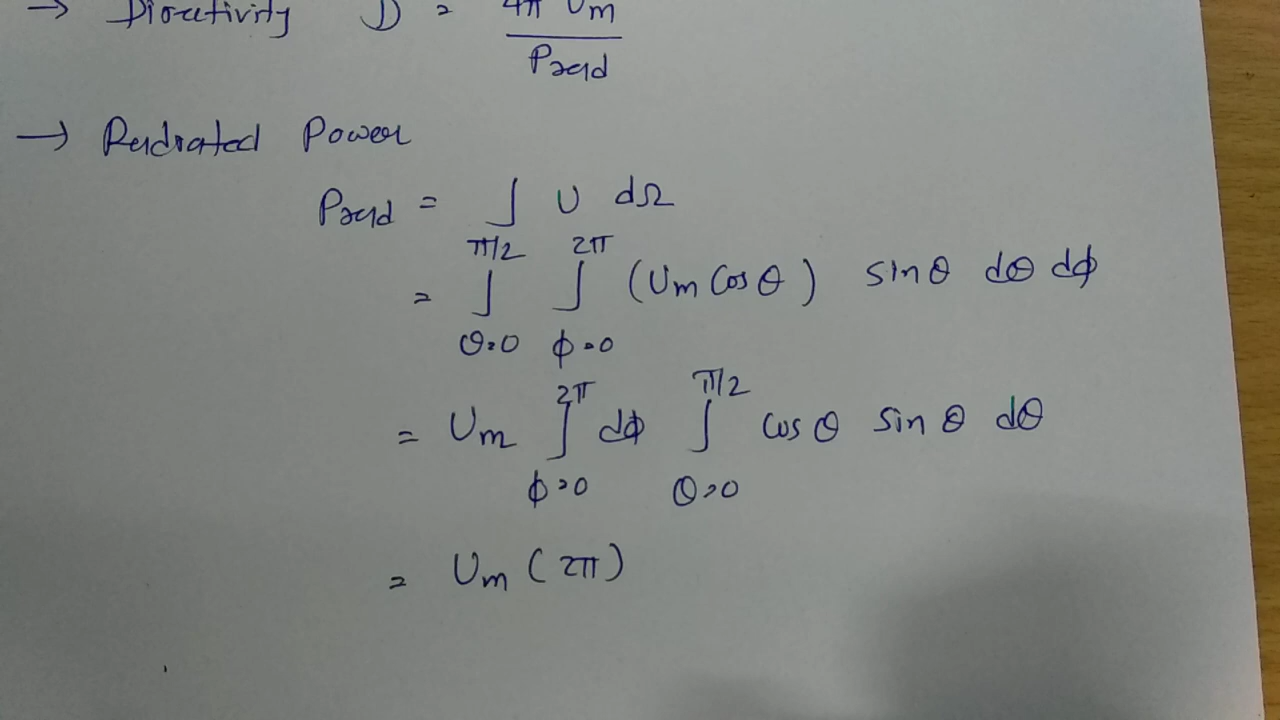 → Directivity D = 4π Um
Prad
→ Radiated Power
Prad = ∫ U dΩ
π/2 2π
= ∫ ∫ (Um Cos θ) sin θ dθ dϕ
θ=0 ϕ=0
2π π/2
= Um ∫ dϕ ∫ Cos θ sin θ dθ
ϕ=0 θ=0
= Um (2π)